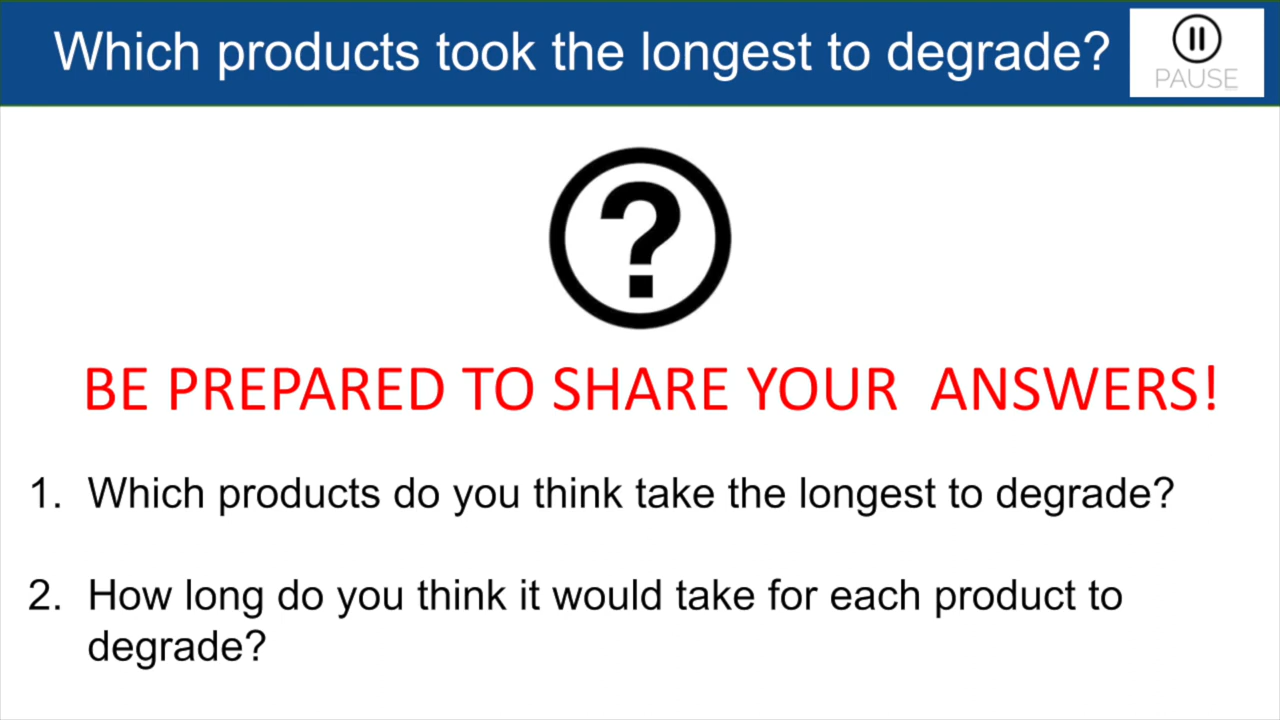 Which products took the longest to degrade?
PAUSE
?
BE PREPARED TO SHARE YOUR  ANSWERS!
1. Which products do you think take the longest to degrade?
2. How long do you think it would take for each product to
degrade?